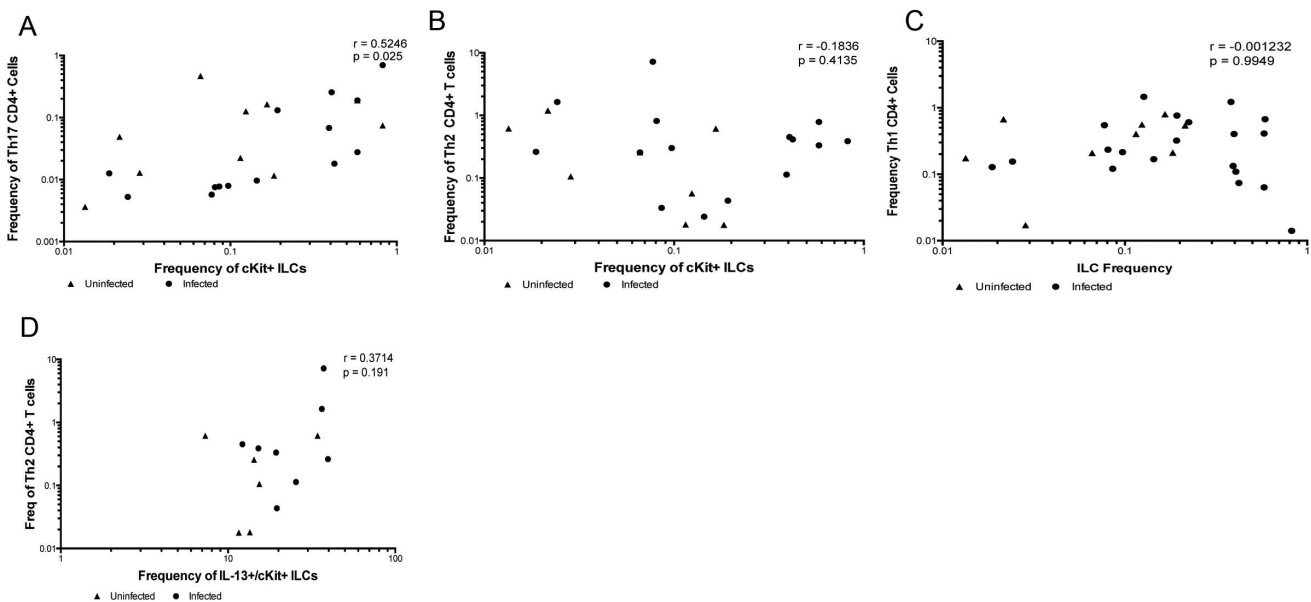 A
r = 0.5246
p = 0.025
Frequency of Th17 CD4+ Cells
1
0.1
0.01
0.001
0.01
0.1
1
Frequency of cKit+ ILCs
▲ Uninfected ● Infected
B
r = -0.1836
p = 0.4135
Frequency of Th2 CD4+ T cells
10
1
0.1
0.01
0.01
0.1
1
Frequency of cKit+ ILCs
▲ Uninfected ● Infected
C
r = -0.001232
p = 0.9949
Frequency Th1 CD4+ Cells
10
1
0.1
0.01
0.01
0.1
1
ILC Frequency
▲ Uninfected ● Infected
D
r = 0.3714
p = 0.191
Freq of Th2 CD4+ T cells
10
1
0.1
0.01
1
10
100
Frequency of IL-13+/cKit+ ILCs
▲ Uninfected ● Infected